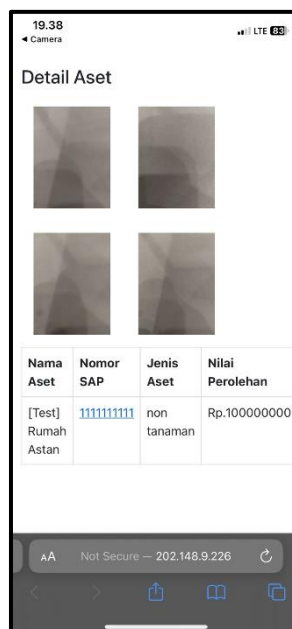 19.38
LTE 83
◀ Camera
Detail Aset
Nama Aset
Nomor SAP
Jenis Aset
Nilai Perolehan
[Test] Rumah Astan
1111111111
non tanaman
Rp.100000000
AA Not Secure — 202.148.9.226